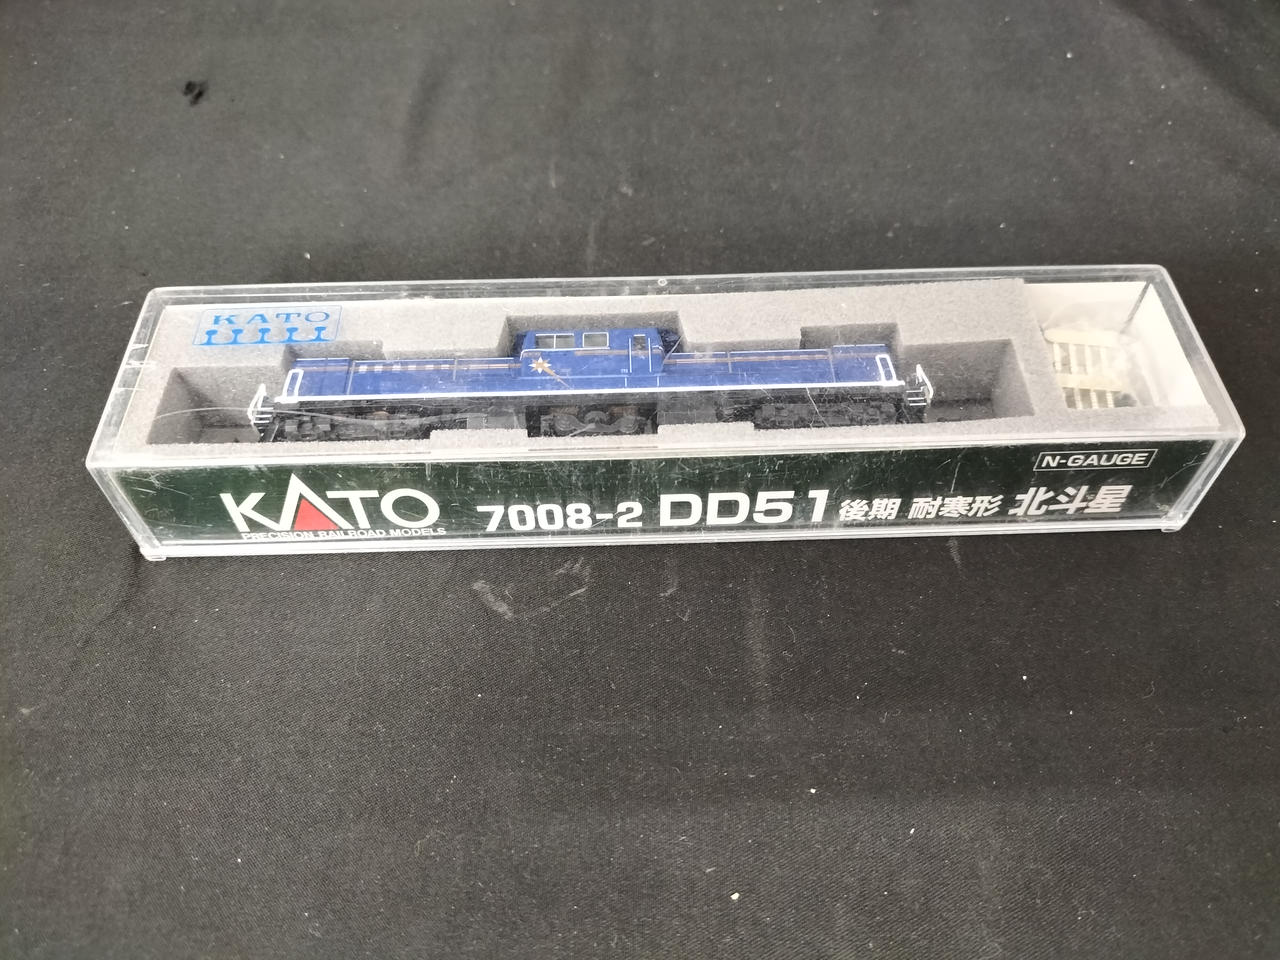 KATO
N-GAUGE
KATO 7008-2 DD51 後期 耐寒形 北斗星
PRECISION RAILROAD MODELS